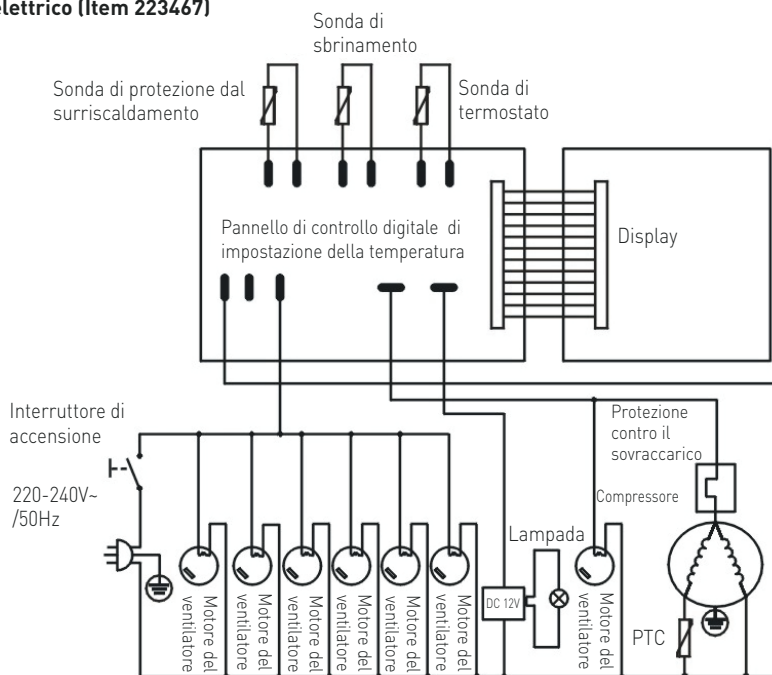 elettrico (Item 223467)
Sonda di
sbrinamento
Sonda di protezione dal
surriscaldamento
Sonda di
termostato
Pannello di controllo digitale di
impostazione della temperatura
Display
Interruttore di
accensione
220-240V~
/50Hz
Protezione
contro il
sovraccarico
Compressore
Lampada
DC 12V
PTC
Motore del
ventilatore
Motore del
ventilatore
Motore del
ventilatore
Motore del
ventilatore
Motore del
ventilatore
Motore del
ventilatore
Motore del
ventilatore